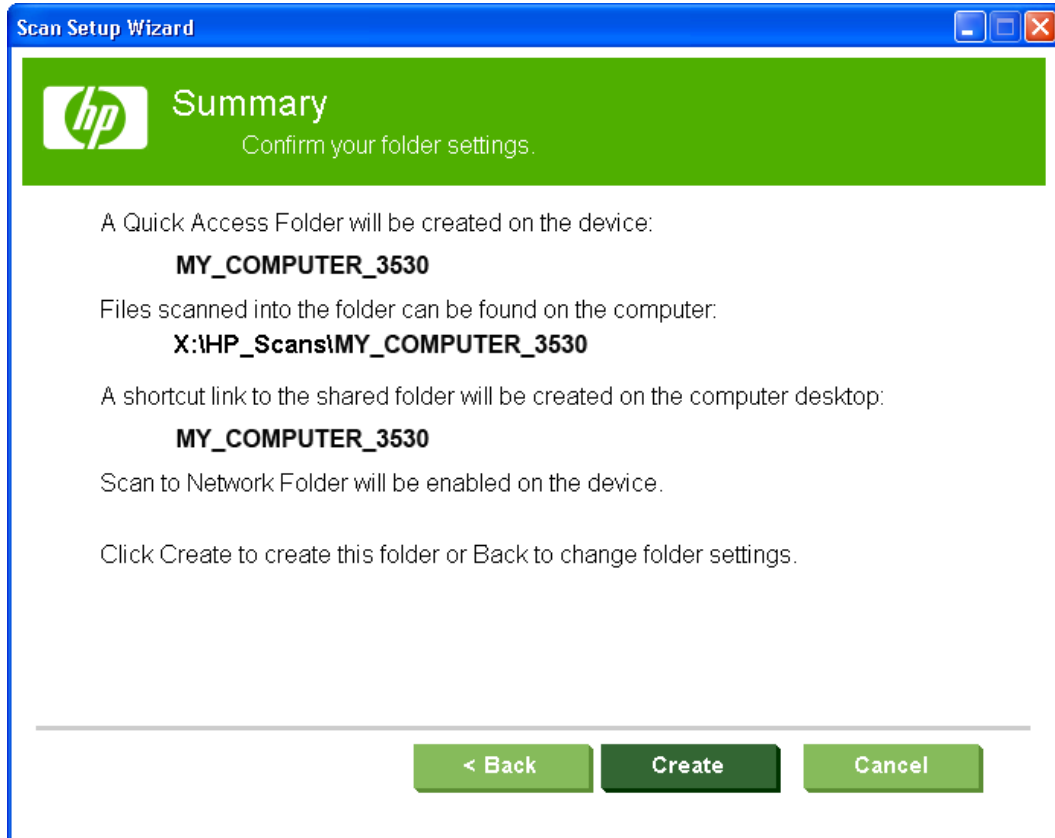 Scan Setup Wizard
hp
Summary
Confirm your folder settings.
A Quick Access Folder will be created on the device:
MY_COMPUTER_3530
Files scanned into the folder can be found on the computer:
X:\HP_Scans\MY_COMPUTER_3530
A shortcut link to the shared folder will be created on the computer desktop:
MY_COMPUTER_3530
Scan to Network Folder will be enabled on the device.
Click Create to create this folder or Back to change folder settings.
< Back Create Cancel